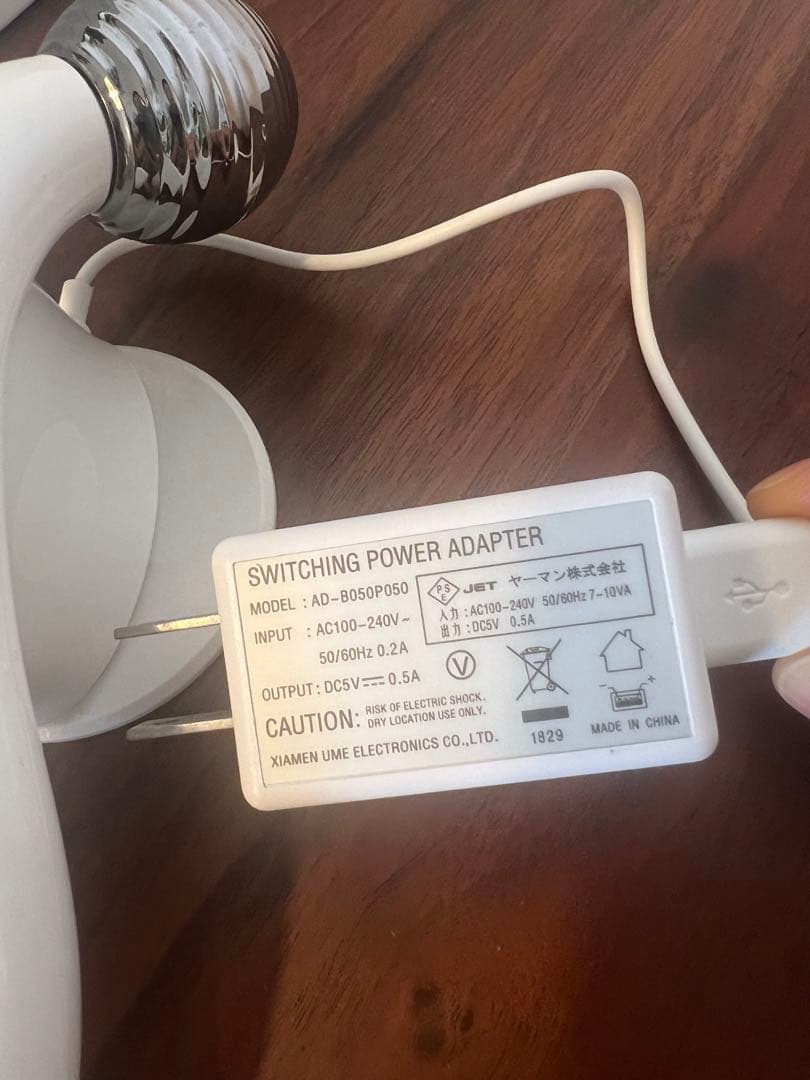 SWITCHING POWER ADAPTER
MODEL : AD-B050P050
INPUT : AC100-240V~
50/60Hz 0.2A
OUTPUT : DC5V⎓0.5A
PSE JET ヤーマン株式会社
入力 : AC100-240V 50/60Hz 7-10VA
出力 : DC5V 0.5A
V
CAUTION: RISK OF ELECTRIC SHOCK.
DRY LOCATION USE ONLY.
XIAMEN UME ELECTRONICS CO.,LTD.
1829
- +
MADE IN CHINA